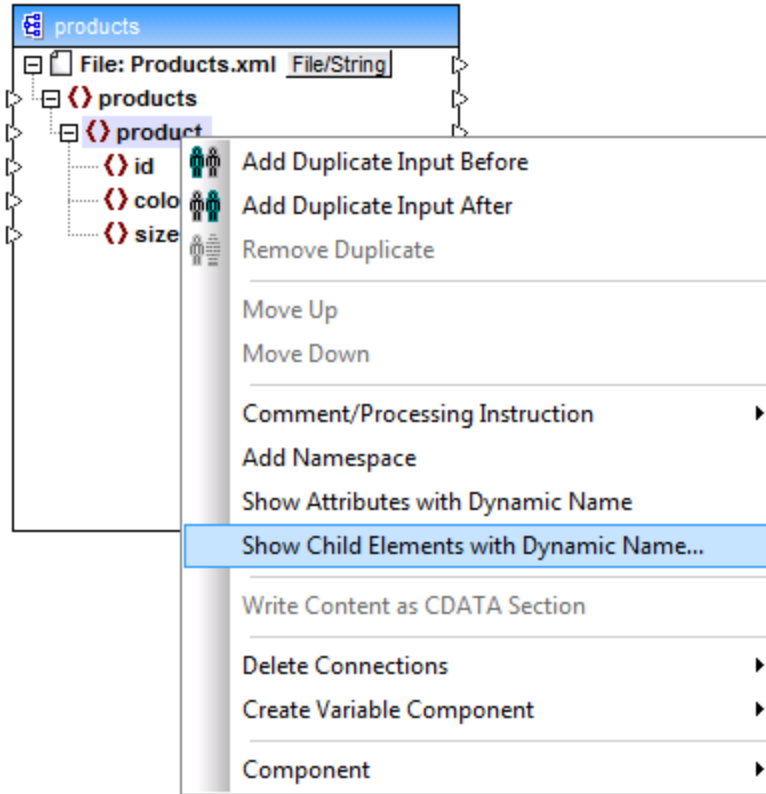 products
File: Products.xml File/String
products
product
id
colo
size
Add Duplicate Input Before
Add Duplicate Input After
Remove Duplicate
Move Up
Move Down
Comment/Processing Instruction
Add Namespace
Show Attributes with Dynamic Name
Show Child Elements with Dynamic Name...
Write Content as CDATA Section
Delete Connections
Create Variable Component
Component